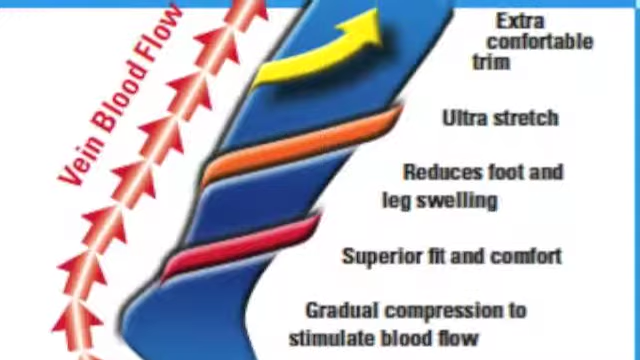 Vein Blood Flow
Extra
confortable
trim
Ultra stretch
Reduces foot and
leg swelling
Superior fit and comfort
Gradual compression to
stimulate blood flow